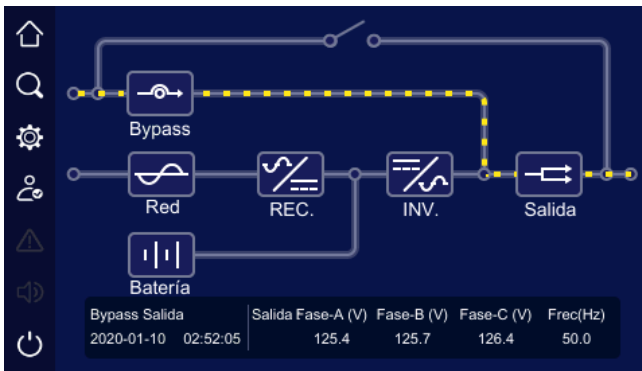 Bypass
Red
REC.
INV.
Salida
Batería
Bypass Salida
Salida Fase-A (V) Fase-B (V) Fase-C (V) Frec(Hz)
2020-01-10 02:52:05
125.4 125.7 126.4 50.0